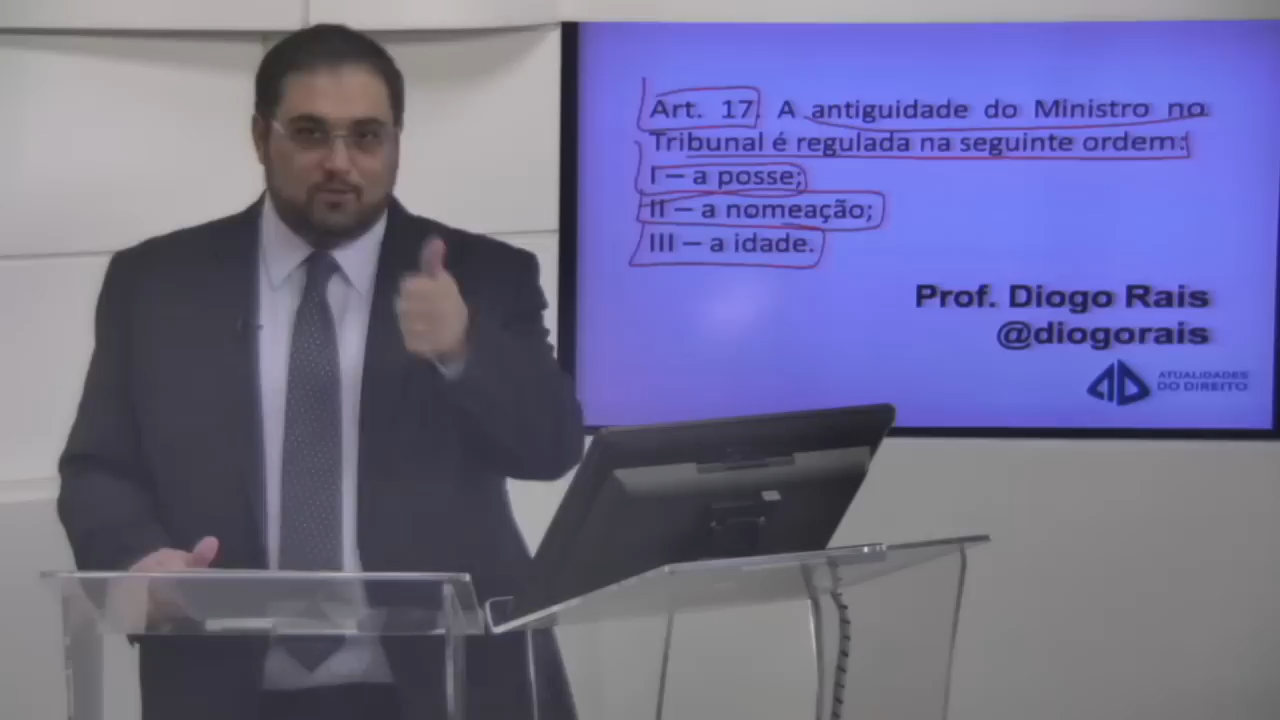 Art. 17. A antiguidade do Ministro no
Tribunal é regulada na seguinte ordem:
I – a posse;
II – a nomeação;
III – a idade.
Prof. Diogo Rais
@diogorais
AD
ATUALIDADES
DO DIREITO